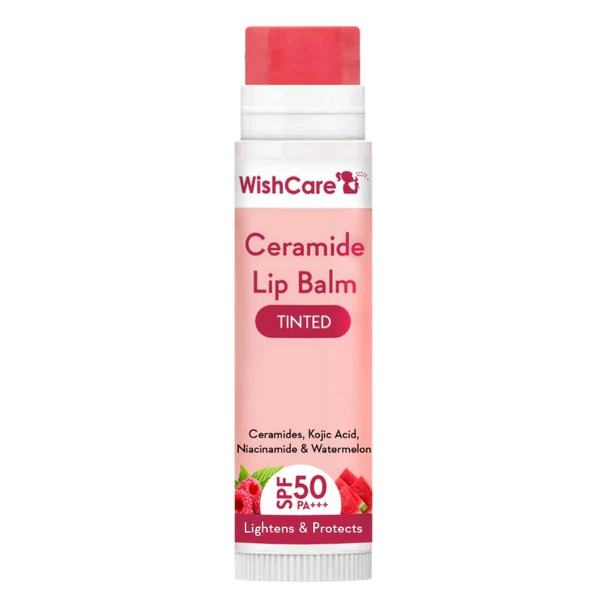 WishCare
Ceramide
Lip Balm
TINTED
Ceramides, Kojic Acid,
Niacinamide & Watermelon
SPF 50
PA+++
Lightens & Protects